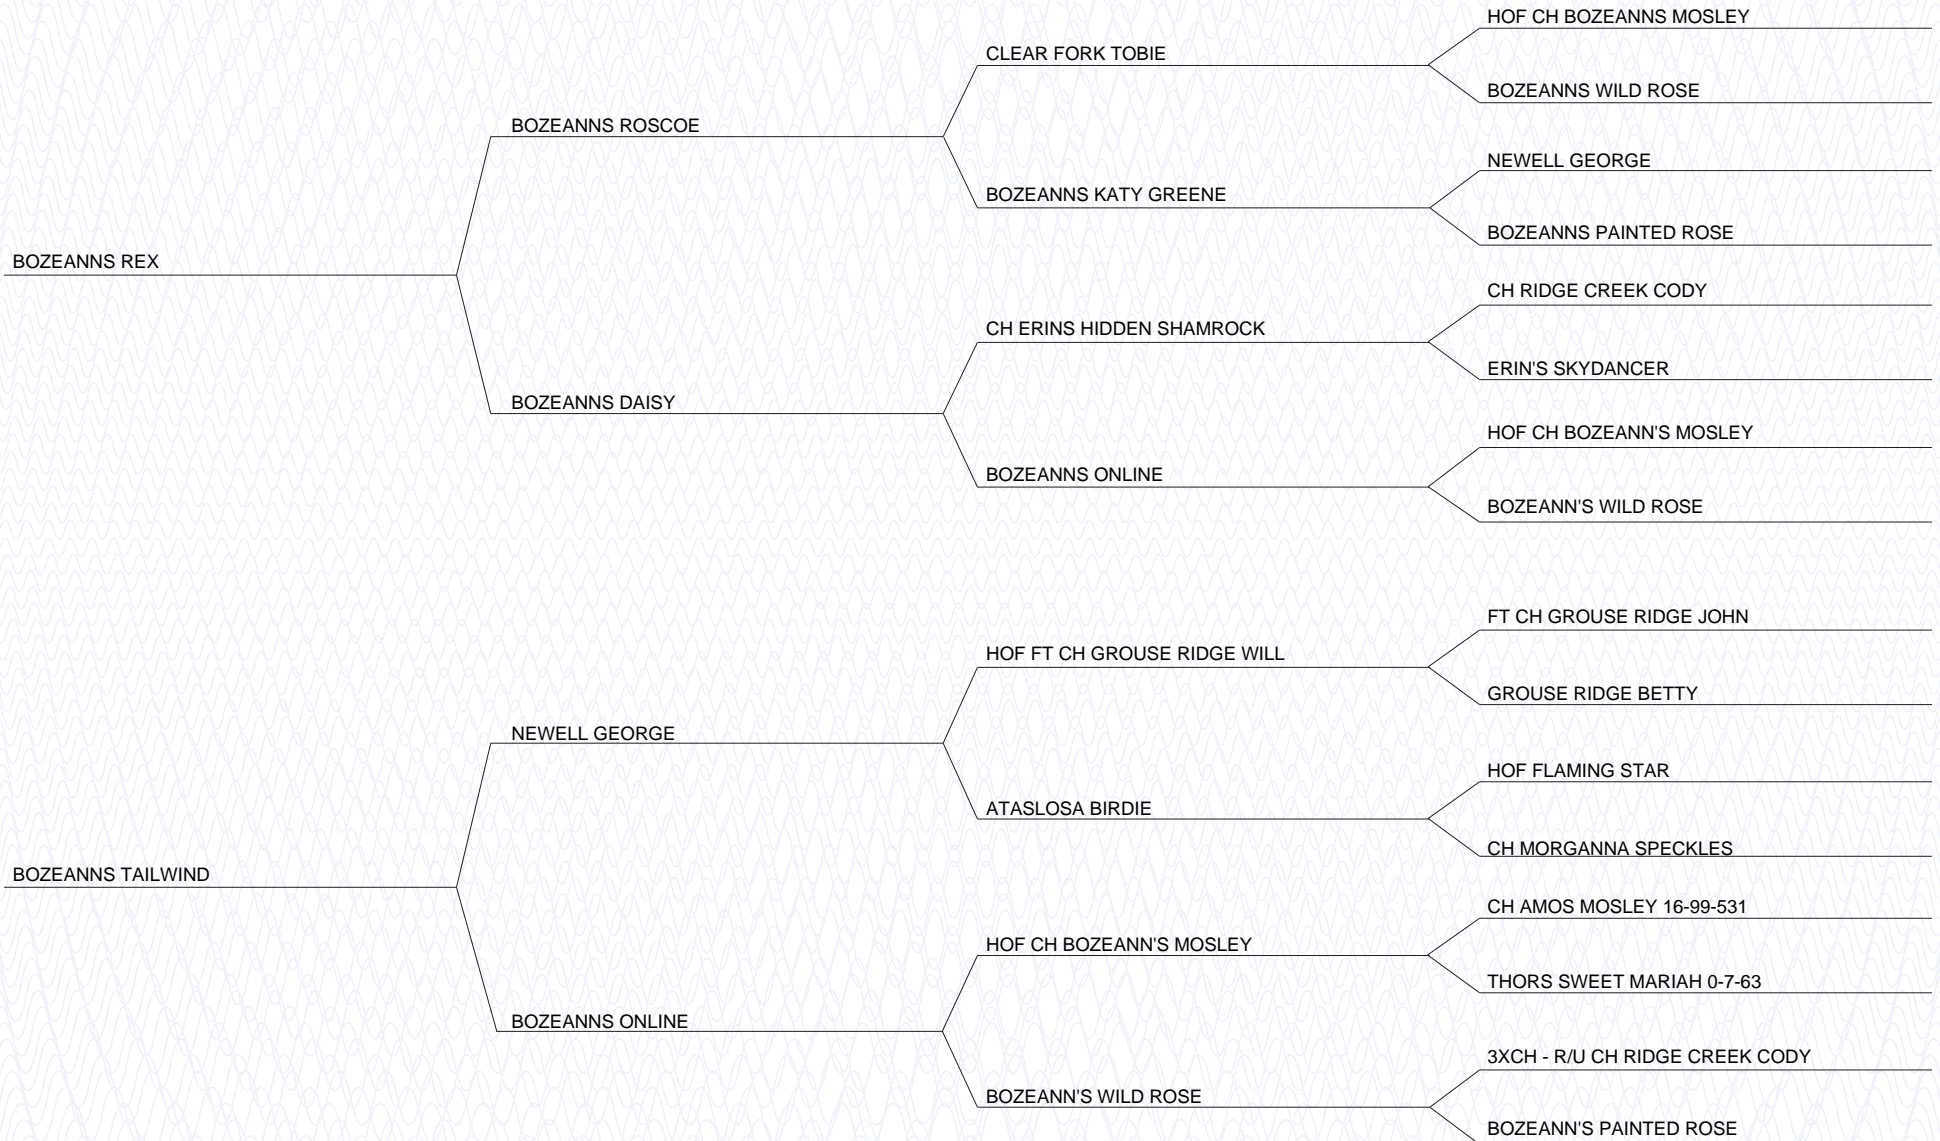 HOF CH BOZEANNS MOSLEY
CLEAR FORK TOBIE
BOZEANNS WILD ROSE
BOZEANNS ROSCOE
NEWELL GEORGE
BOZEANNS KATY GREENE
BOZEANNS PAINTED ROSE
BOZEANNS REX
CH RIDGE CREEK CODY
CH ERINS HIDDEN SHAMROCK
ERIN'S SKYDANCER
BOZEANNS DAISY
HOF CH BOZEANN'S MOSLEY
BOZEANNS ONLINE
BOZEANN'S WILD ROSE
FT CH GROUSE RIDGE JOHN
HOF FT CH GROUSE RIDGE WILL
GROUSE RIDGE BETTY
NEWELL GEORGE
HOF FLAMING STAR
ATASLOSA BIRDIE
CH MORGANNA SPECKLES
BOZEANNS TAILWIND
CH AMOS MOSLEY 16-99-531
HOF CH BOZEANN'S MOSLEY
THORS SWEET MARIAH 0-7-63
BOZEANNS ONLINE
3XCH - R/U CH RIDGE CREEK CODY
BOZEANN'S WILD ROSE
BOZEANN'S PAINTED ROSE